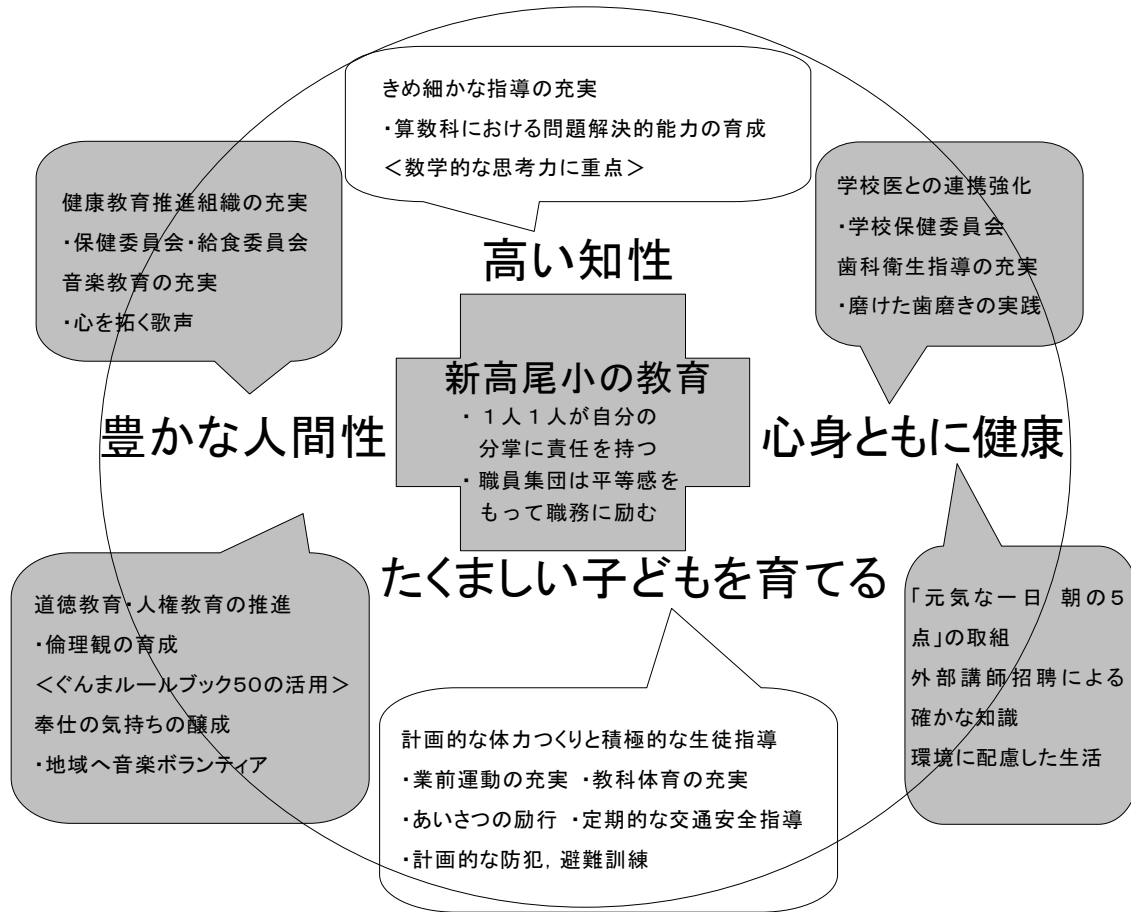 きめ細かな指導の充実
・算数科における問題解決的能力の育成
＜数学的な思考力に重点＞
健康教育推進組織の充実
・保健委員会・給食委員会
音楽教育の充実
・心を拓く歌声
学校医との連携強化
・学校保健委員会
歯科衛生指導の充実
・磨けた歯磨きの実践
高い知性
新高尾小の教育
・１人１人が自分の
分掌に責任を持つ
・職員集団は平等感を
もって職務に励む
豊かな人間性
心身ともに健康
たくましい子どもを育てる
道徳教育・人権教育の推進
・倫理観の育成
＜ぐんまルールブック５０の活用＞
奉仕の気持ちの醸成
・地域へ音楽ボランティア
計画的な体力つくりと積極的な生徒指導
・業前運動の充実 ・教科体育の充実
・あいさつの励行 ・定期的な交通安全指導
・計画的な防犯，避難訓練
「元気な一日 朝の５
点」の取組
外部講師招聘による
確かな知識
環境に配慮した生活